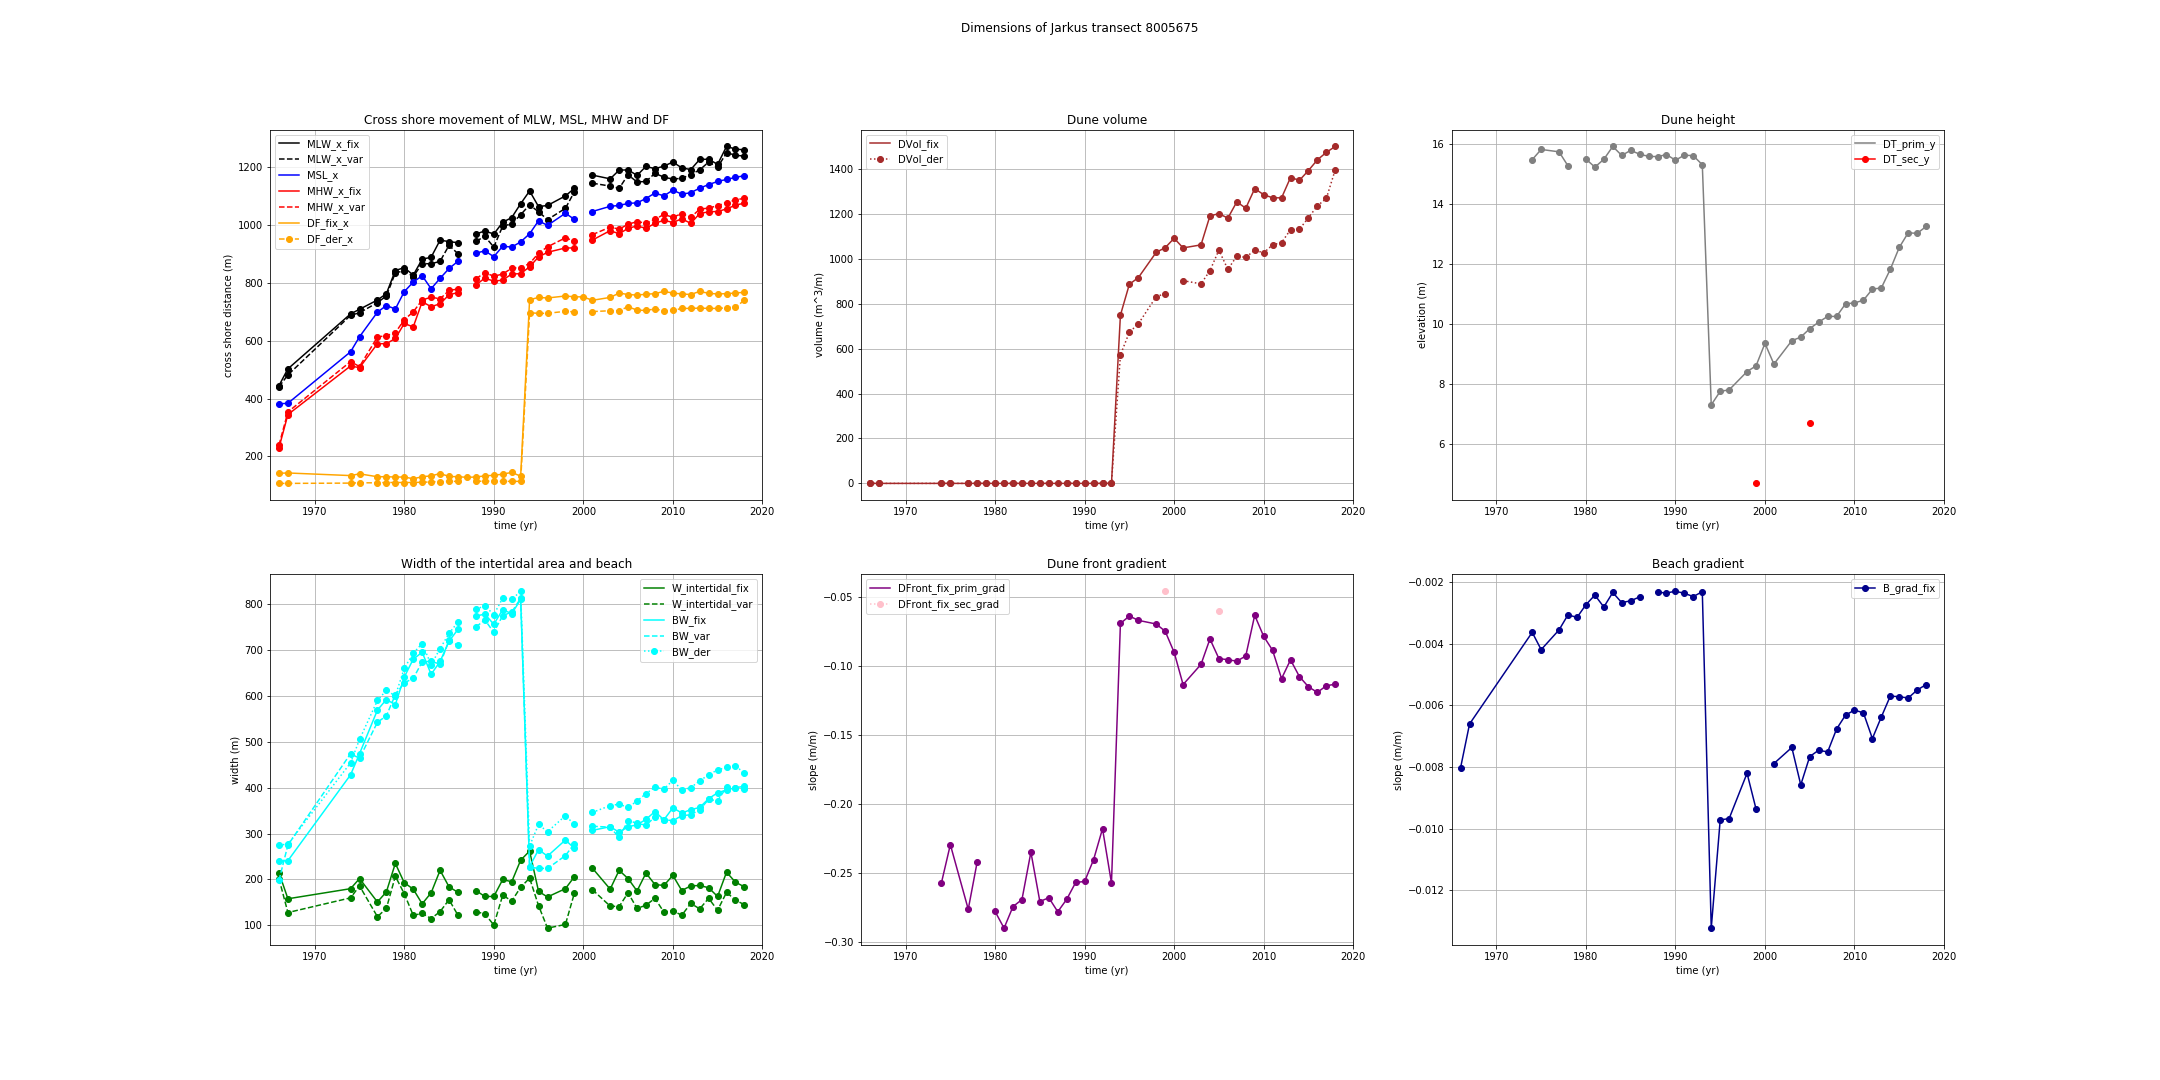 Dimensions of Jarkus transect 8005675
Cross shore movement of MLW, MSL, MHW and DF
MLW_x_fix
MLW_x_var
MSL_x
MHW_x_fix
MHW_x_var
DF_fix_x
DF_der_x
cross shore distance (m)
1200
1000
800
600
400
200
1970 1980 1990 2000 2010 2020
time (yr)
Dune volume
DVol_fix
DVol_der
volume (m^3/m)
1400
1200
1000
800
600
400
200
0
1970 1980 1990 2000 2010 2020
time (yr)
Dune height
DT_prim_y
DT_sec_y
elevation (m)
16
14
12
10
8
6
1970 1980 1990 2000 2010 2020
time (yr)
Width of the intertidal area and beach
W_intertidal_fix
W_intertidal_var
BW_fix
BW_var
BW_der
width (m)
800
700
600
500
400
300
200
100
1970 1980 1990 2000 2010 2020
time (yr)
Dune front gradient
DFront_fix_prim_grad
DFront_fix_sec_grad
slope (m/m)
−0.05
−0.10
−0.15
−0.20
−0.25
−0.30
1970 1980 1990 2000 2010 2020
time (yr)
Beach gradient
B_grad_fix
slope (m/m)
−0.002
−0.004
−0.006
−0.008
−0.010
−0.012
1970 1980 1990 2000 2010 2020
time (yr)